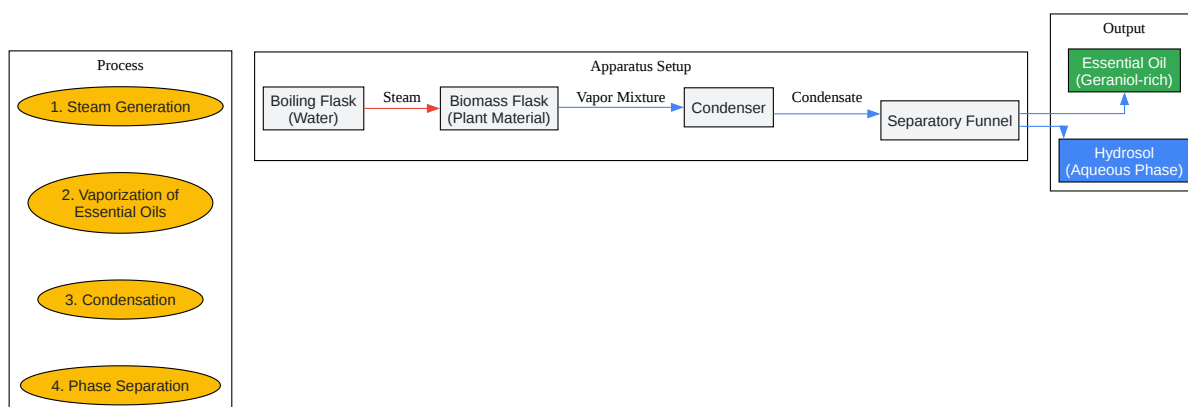 Process
1. Steam Generation
2. Vaporization of
Essential Oils
3. Condensation
4. Phase Separation
Apparatus Setup
Boiling Flask
(Water)
Steam
Biomass Flask
(Plant Material)
Vapor Mixture
Condenser
Condensate
Separatory Funnel
Output
Essential Oil
(Geraniol-rich)
Hydrosol
(Aqueous Phase)